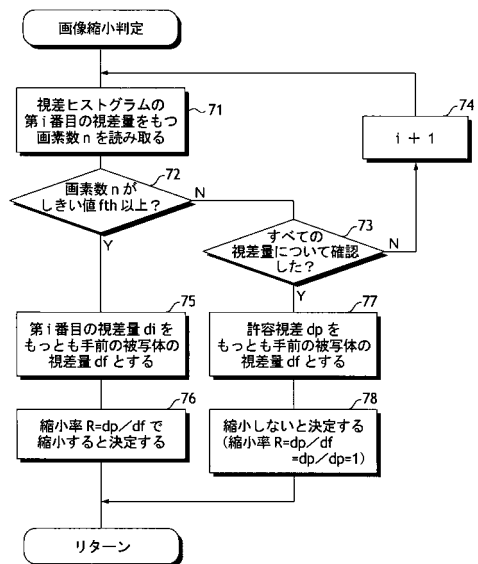 画像縮小判定
視差ヒストグラムの
第i番目の視差量をもつ
画素数nを読み取る
71
74
i + 1
72
画素数nが
しきい値fth以上?
N
Y
73
すべての
視差量について確認
した?
N
Y
75
第i番目の視差量diを
もっとも手前の被写体の
視差量dfとする
77
許容視差dpを
もっとも手前の被写体の
視差量dfとする
76
縮小率R=dp/dfで
縮小すると決定する
78
縮小しないと決定する
(縮小率R=dp/df
=dp/dp=1)
リターン